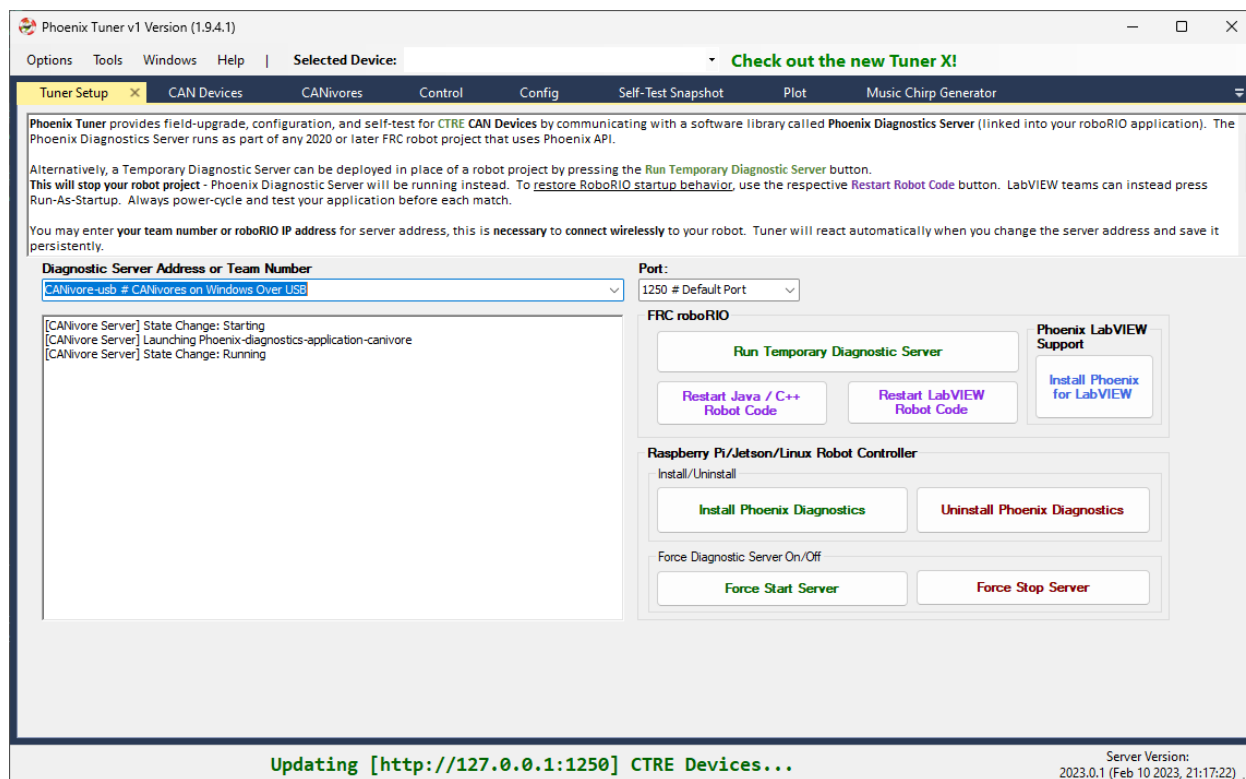 Phoenix Tuner v1 Version (1.9.4.1)
Options Tools Windows Help | Selected Device: Check out the new Tuner X!
Tuner Setup CAN Devices CANivores Control Config Self-Test Snapshot Plot Music Chirp Generator
Phoenix Tuner provides field-upgrade, configuration, and self-test for CTRE CAN Devices by communicating with a software library called Phoenix Diagnostics Server (linked into your roboRIO application). The
Phoenix Diagnostics Server runs as part of any 2020 or later FRC robot project that uses Phoenix API.
Alternatively, a Temporary Diagnostic Server can be deployed in place of a robot project by pressing the Run Temporary Diagnostic Server button.
This will stop your robot project - Phoenix Diagnostic Server will be running instead. To restore RoboRIO startup behavior, use the respective Restart Robot Code button. LabVIEW teams can instead press
Run-As-Startup. Always power-cycle and test your application before each match.
You may enter your team number or roboRIO IP address for server address, this is necessary to connect wirelessly to your robot. Tuner will react automatically when you change the server address and save it
persistently.
Diagnostic Server Address or Team Number
CANivore-usb # CANivores on Windows Over USB
[CANivore Server] State Change: Starting
[CANivore Server] Launching Phoenix-diagnostics-application-canivore
[CANivore Server] State Change: Running
Port:
1250 # Default Port
FRC roboRIO
Run Temporary Diagnostic Server
Restart Java / C++
Robot Code
Restart LabVIEW
Robot Code
Phoenix LabVIEW
Support
Install Phoenix
for LabVIEW
Raspberry Pi/Jetson/Linux Robot Controller
Install/Uninstall
Install Phoenix Diagnostics
Uninstall Phoenix Diagnostics
Force Diagnostic Server On/Off
Force Start Server
Force Stop Server
Updating [http://127.0.0.1:1250] CTRE Devices...
Server Version:
2023.0.1 (Feb 10 2023, 21:17:22)